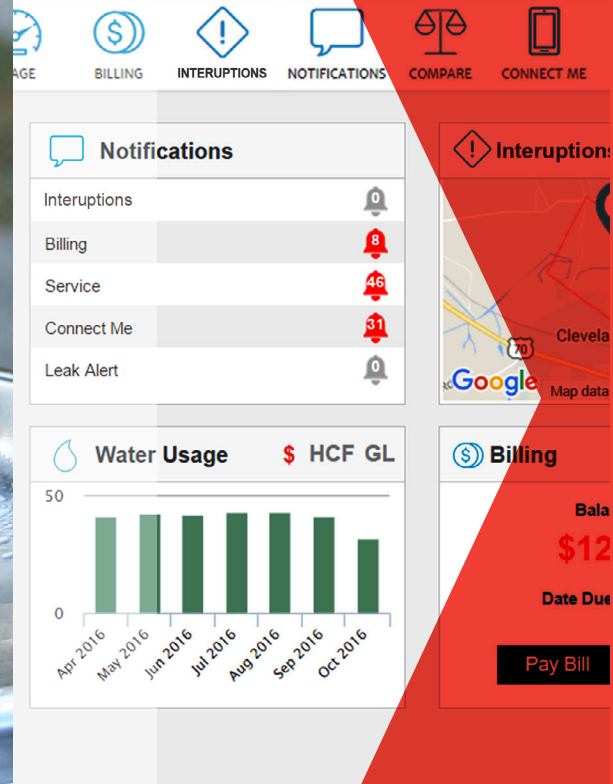 AGE BILLING INTERUPTIONS NOTIFICATIONS COMPARE CONNECT ME
Notifications
Interuptions 0
Billing 8
Service 46
Connect Me 31
Leak Alert 0
Interuptions
70
Clevela
Google Map data
Water Usage $ HCF GL
50
0
Apr 2016 May 2016 Jun 2016 Jul 2016 Aug 2016 Sep 2016 Oct 2016
Billing
Bala
$12
Date Due
Pay Bill